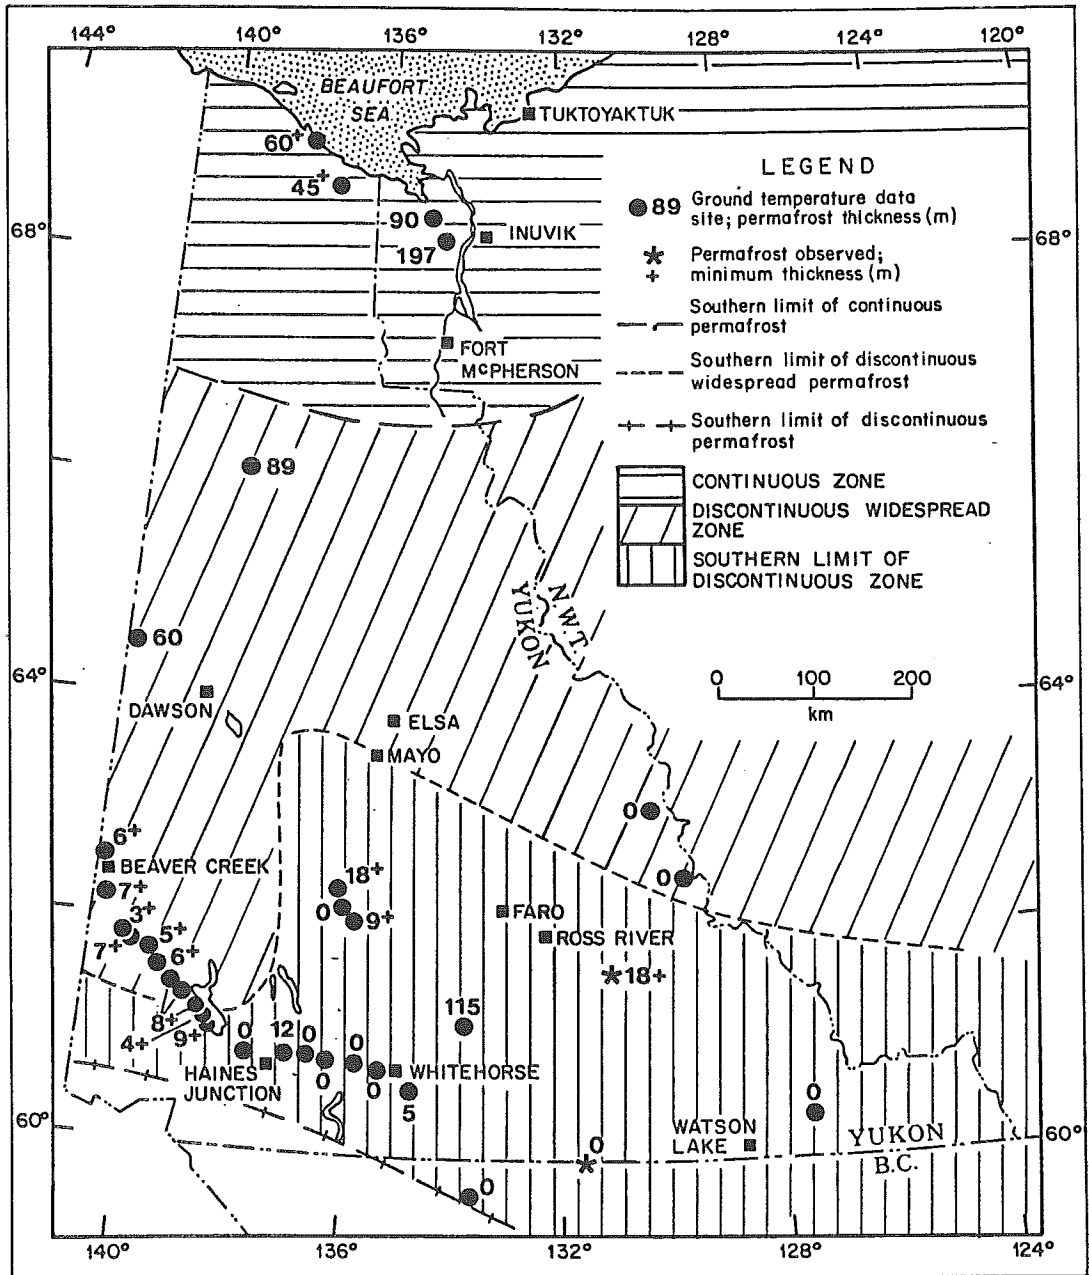 144° 140° 136° 132° 128° 124° 120°
BEAUFORT
SEA
TUKTOYAKTUK
60+
45+
90
197
INUVIK
68°
68°
FORT
McPHERSON
LEGEND
89 Ground temperature data
site; permafrost thickness (m)
Permafrost observed;
+ minimum thickness (m)
Southern limit of continuous
permafrost
Southern limit of discontinuous
widespread permafrost
Southern limit of discontinuous
permafrost
CONTINUOUS ZONE
DISCONTINUOUS WIDESPREAD
ZONE
SOUTHERN LIMIT OF
DISCONTINUOUS ZONE
89
N.W.T.
YUKON
60
64°
64°
0 100 200
km
DAWSON
ELSA
MAYO
0
0
6+
BEAVER CREEK
7+
3+
5+
7+
6+
8+
4+
9+
18+
0
9+
FARO
ROSS RIVER
18+
115
0
12
0
0
0
0
HAINES
JUNCTION
WHITEHORSE
5
0
WATSON
LAKE
0
YUKON
B.C.
0
60°
60°
140° 136° 132° 128° 124°